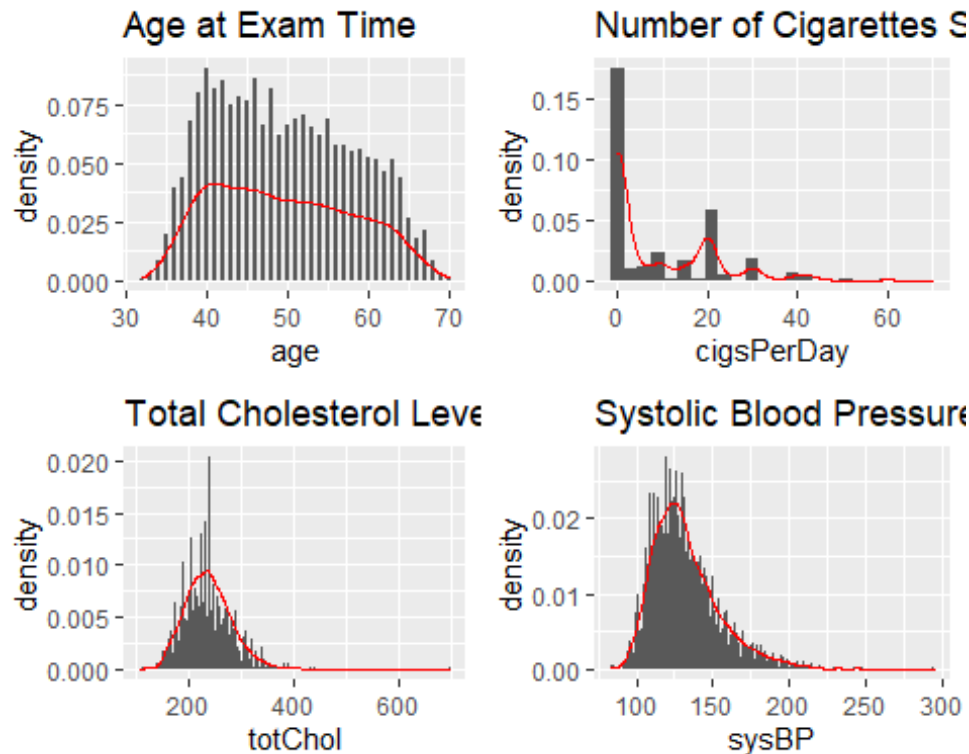 Age at Exam Time
density
0.075
0.050
0.025
0.000
30 40 50 60 70
age
Number of Cigarettes S
density
0.15
0.10
0.05
0.00
0 20 40 60
cigsPerDay
Total Cholesterol Leve
density
0.020
0.015
0.010
0.005
0.000
200 400 600
totChol
Systolic Blood Pressure
density
0.02
0.01
0.00
100 150 200 250 300
sysBP